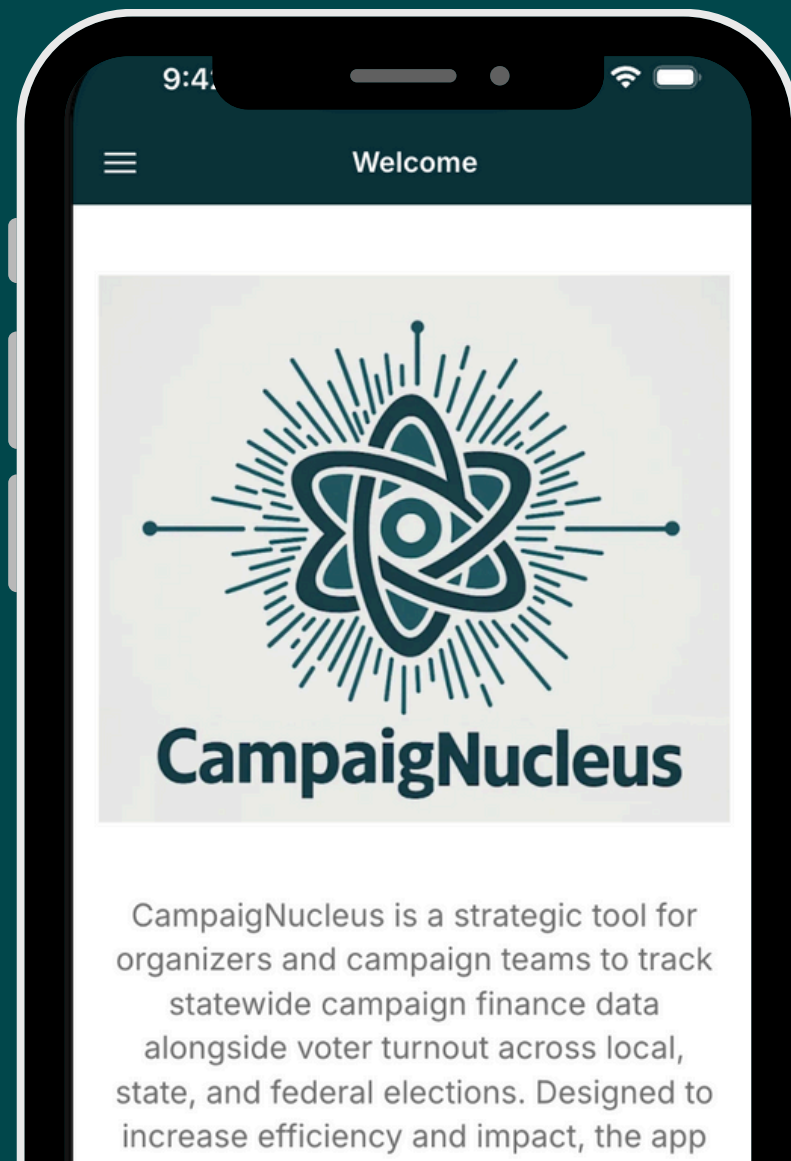 9:4
Welcome
CampaigNucleus
CampaigNucleus is a strategic tool for
organizers and campaign teams to track
statewide campaign finance data
alongside voter turnout across local,
state, and federal elections. Designed to
increase efficiency and impact, the app